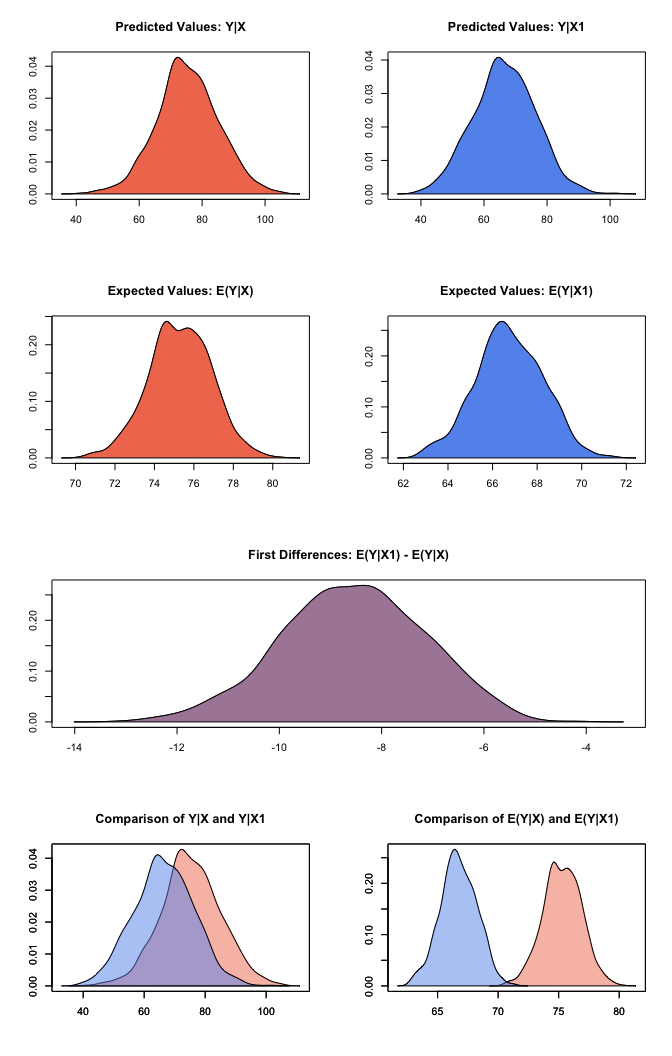 Predicted Values: Y|X
0.00 0.01 0.02 0.03 0.04
40 60 80 100
Predicted Values: Y|X1
0.00 0.01 0.02 0.03 0.04
40 60 80 100
Expected Values: E(Y|X)
0.00 0.10 0.20
70 72 74 76 78 80
Expected Values: E(Y|X1)
0.00 0.10 0.20
62 64 66 68 70 72
First Differences: E(Y|X1) - E(Y|X)
0.00 0.10 0.20
-14 -12 -10 -8 -6 -4
Comparison of Y|X and Y|X1
0.00 0.01 0.02 0.03 0.04
40 60 80 100
Comparison of E(Y|X) and E(Y|X1)
0.00 0.10 0.20
65 70 75 80